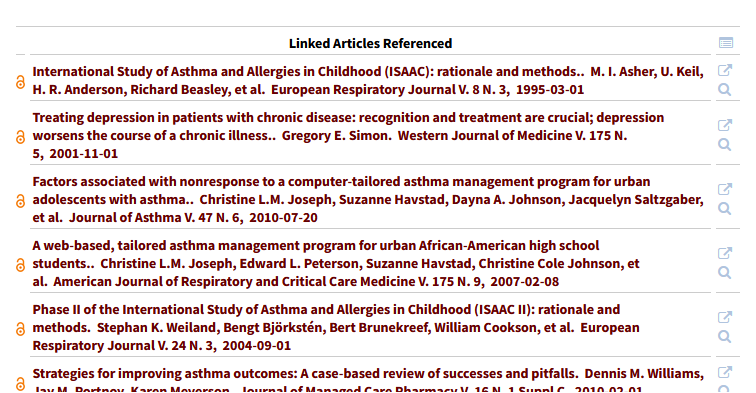 Linked Articles Referenced
International Study of Asthma and Allergies in Childhood (ISAAC): rationale and methods.. M. I. Asher, U. Keil,
H. R. Anderson, Richard Beasley, et al. European Respiratory Journal V. 8 N. 3, 1995-03-01
Treating depression in patients with chronic disease: recognition and treatment are crucial; depression
worsens the course of a chronic illness.. Gregory E. Simon. Western Journal of Medicine V. 175 N.
5, 2001-11-01
Factors associated with nonresponse to a computer-tailored asthma management program for urban
adolescents with asthma.. Christine L.M. Joseph, Suzanne Havstad, Dayna A. Johnson, Jacquelyn Saltzgaber,
et al. Journal of Asthma V. 47 N. 6, 2010-07-20
A web-based, tailored asthma management program for urban African-American high school
students.. Christine L.M. Joseph, Edward L. Peterson, Suzanne Havstad, Christine Cole Johnson, et
al. American Journal of Respiratory and Critical Care Medicine V. 175 N. 9, 2007-02-08
Phase II of the International Study of Asthma and Allergies in Childhood (ISAAC II): rationale and
methods. Stephan K. Weiland, Bengt Björkstén, Bert Brunekreef, William Cookson, et al. European
Respiratory Journal V. 24 N. 3, 2004-09-01
Strategies for improving asthma outcomes: A case-based review of successes and pitfalls. Dennis M. Williams,
Jay M. Portnoy, Karen Meyerson. Journal of Managed Care Pharmacy V. 16 N. 1 Suppl C, 2010-02-01